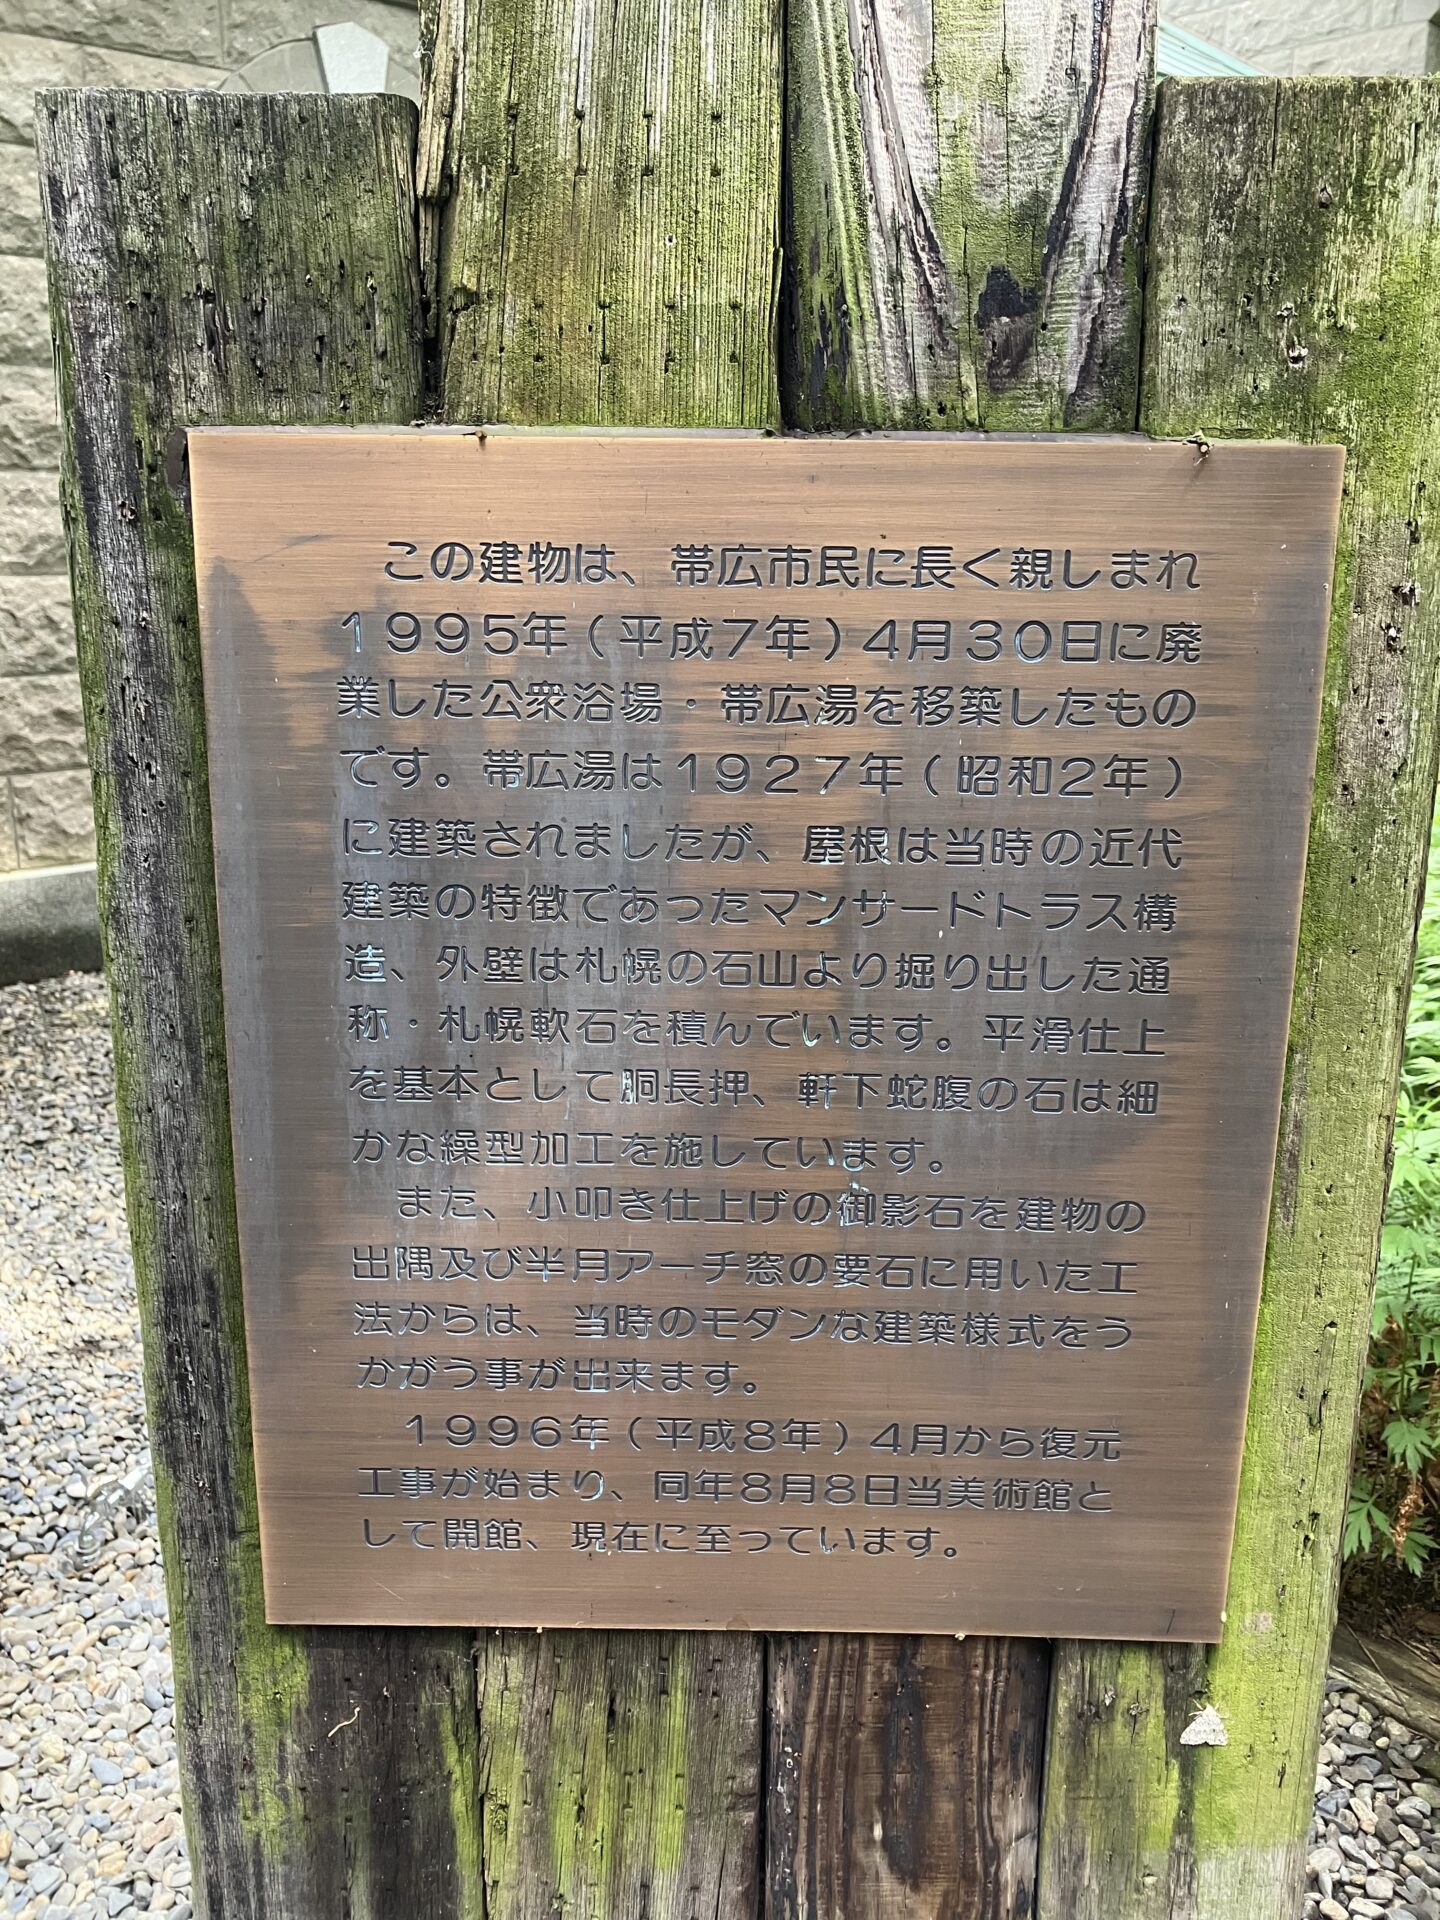 この建物は、帯広市民に長く親しまれ
1995年(平成7年)4月30日に廃
業した公衆浴場・帯広湯を移築したもの
です。帯広湯は1927年(昭和2年)
に建築されましたが、屋根は当時の近代
建築の特徴であったマンサードトラス構
造、外壁は札幌の石山より掘り出した通
称・札幌軟石を積んでいます。平滑仕上
を基本として胴長押、軒下蛇腹の石は細
かな繰型加工を施しています。
また、小叩き仕上げの御影石を建物の
出隅及び半月アーチ窓の要石に用いた工
法からは、当時のモダンな建築様式をう
かがう事が出来ます。
1996年(平成8年)4月から復元
工事が始まり、同年8月8日当美術館と
して開館、現在に至っています。